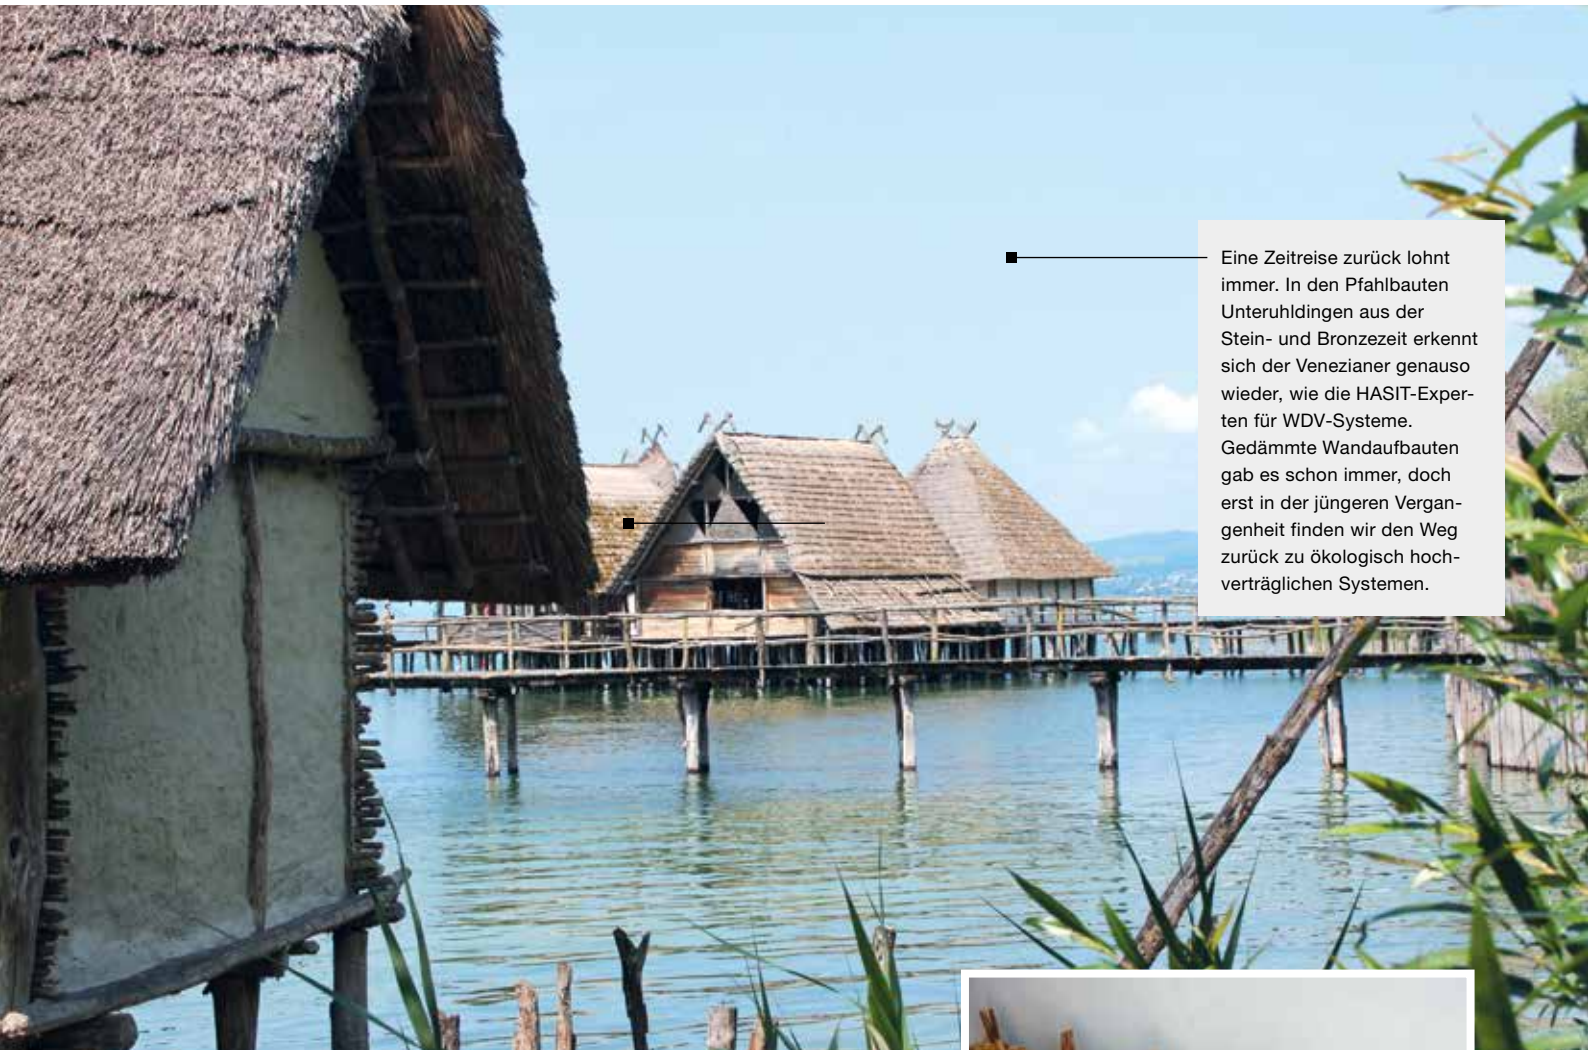 Eine Zeitreise zurück lohnt
immer. In den Pfahlbauten
Unteruhldingen aus der
Stein- und Bronzezeit erkennt
sich der Venezianer genauso
wieder, wie die HASIT-Exper-
ten für WDV-Systeme.
Gedämmte Wandaufbauten
gab es schon immer, doch
erst in der jüngeren Vergan-
genheit finden wir den Weg
zurück zu ökologisch hoch-
verträglichen Systemen.